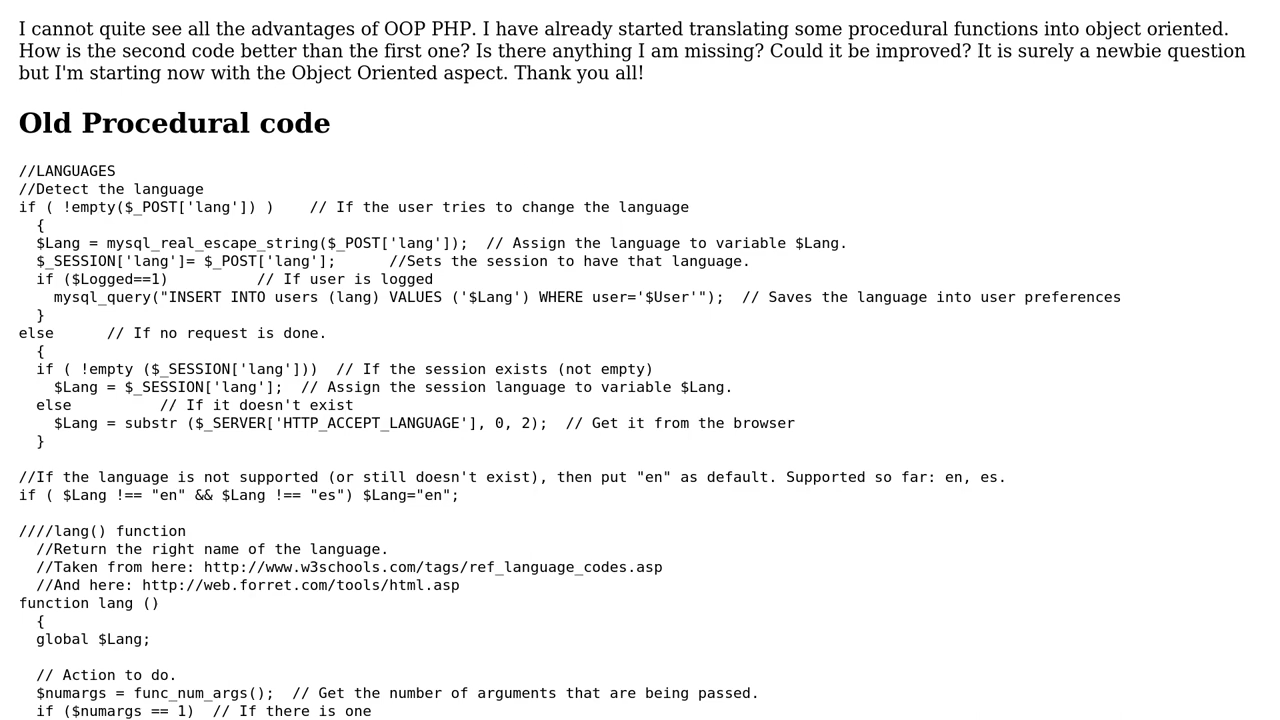 I cannot quite see all the advantages of OOP PHP. I have already started translating some procedural functions into object oriented.
How is the second code better than the first one? Is there anything I am missing? Could it be improved? It is surely a newbie question
but I'm starting now with the Object Oriented aspect. Thank you all!
Old Procedural code
//LANGUAGES
//Detect the language
if ( !empty($_POST['lang']) )    // If the user tries to change the language
  {
  $Lang = mysql_real_escape_string($_POST['lang']);  // Assign the language to variable $Lang.
  $_SESSION['lang']= $_POST['lang'];      //Sets the session to have that language.
  if ($Logged==1)          // If user is logged
    mysql_query("INSERT INTO users (lang) VALUES ('$Lang') WHERE user='$User'");  // Saves the language into user preferences
  }
else      // If no request is done.
  {
  if ( !empty ($_SESSION['lang']))  // If the session exists (not empty)
    $Lang = $_SESSION['lang'];  // Assign the session language to variable $Lang.
  else          // If it doesn't exist
    $Lang = substr ($_SERVER['HTTP_ACCEPT_LANGUAGE'], 0, 2);  // Get it from the browser
  }
//If the language is not supported (or still doesn't exist), then put "en" as default. Supported so far: en, es.
if ( $Lang !== "en" && $Lang !== "es") $Lang="en";
////lang() function
  //Return the right name of the language.
  //Taken from here: http://www.w3schools.com/tags/ref_language_codes.asp
  //And here: http://web.forret.com/tools/html.asp
function lang ()
  {
  global $Lang;
  // Action to do.
  $numargs = func_num_args();  // Get the number of arguments that are being passed.
  if ($numargs == 1)  // If there is one